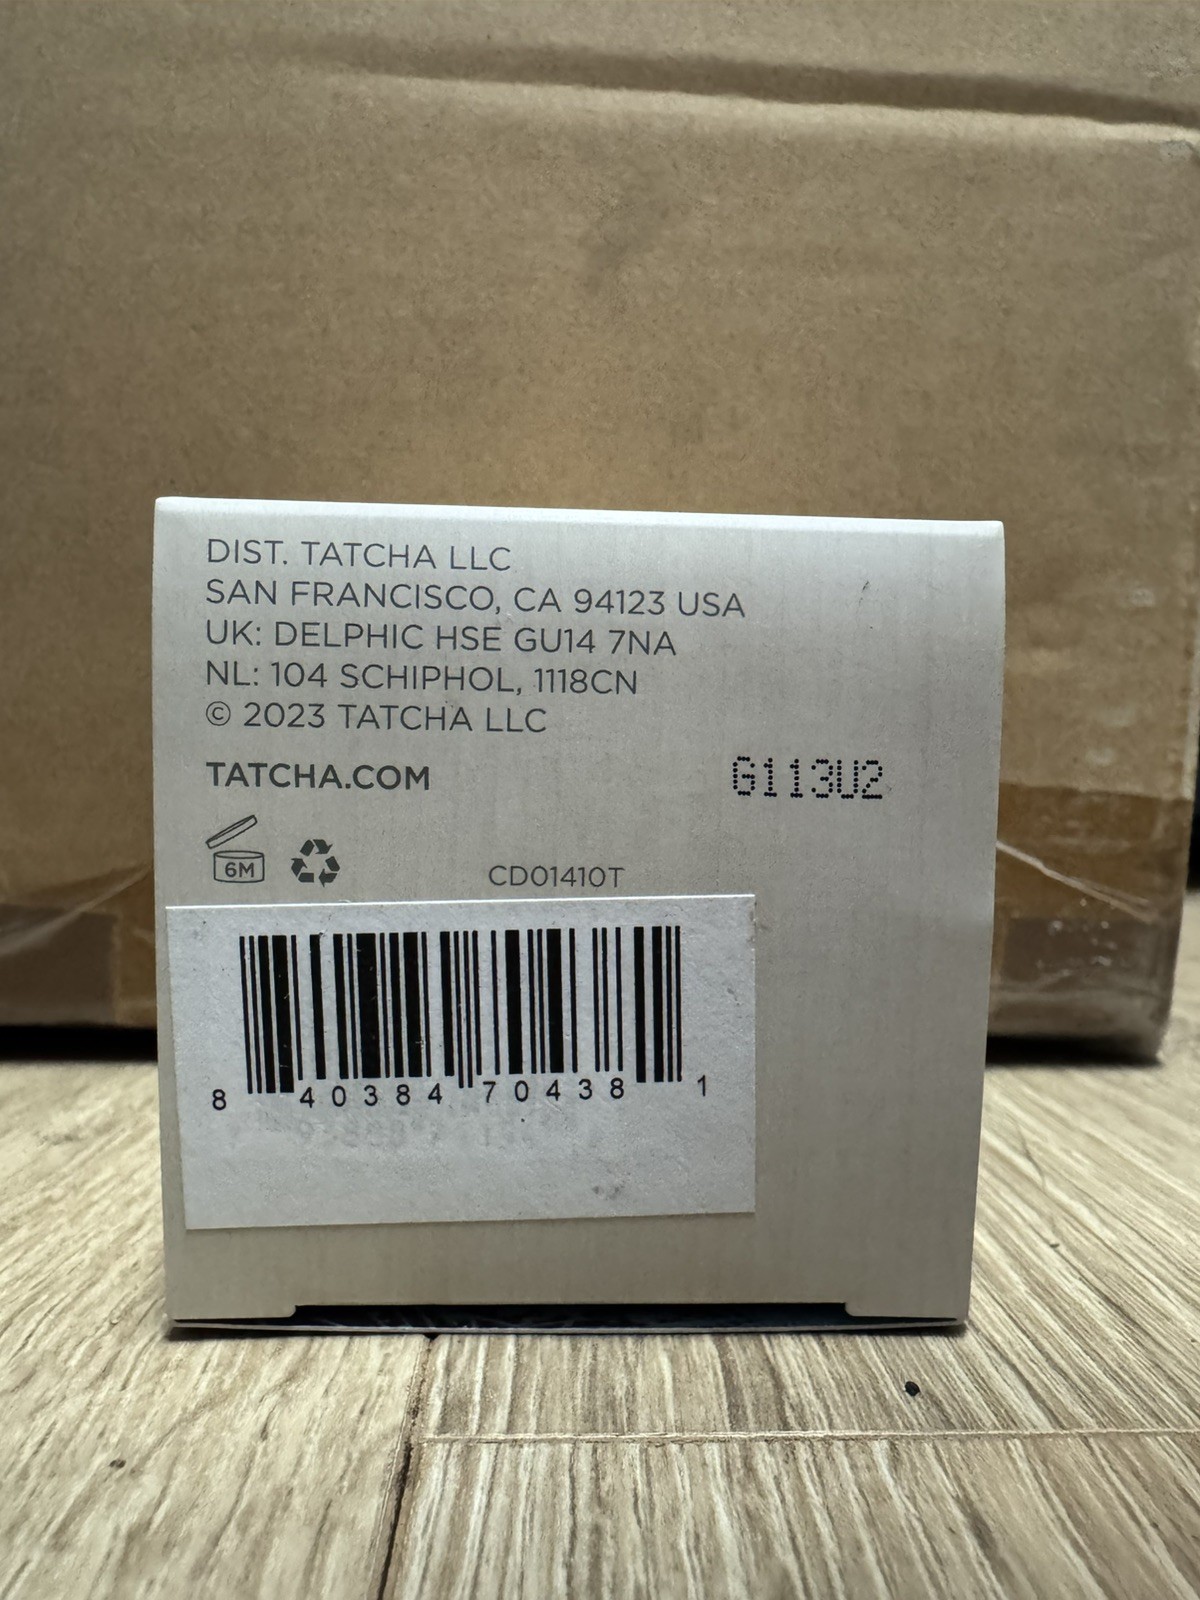 DIST. TATCHA LLC
SAN FRANCISCO, CA 94123 USA
UK: DELPHIC HSE GU14 7NA
NL: 104 SCHIPHOL, 1118CN
© 2023 TATCHA LLC
TATCHA.COM
G113U2
6M
CD01410T
8 40384 70438 1